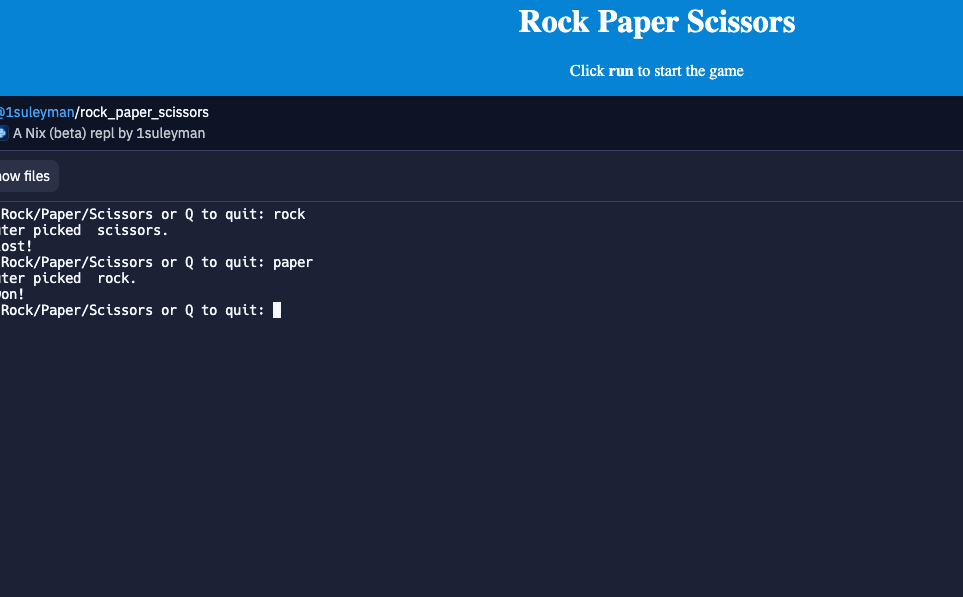 Rock Paper Scissors
Click run to start the game
@1suleyman/rock_paper_scissors
A Nix (beta) repl by 1suleyman
ow files
Rock/Paper/Scissors or Q to quit: rock
ter picked  scissors.
ost!
Rock/Paper/Scissors or Q to quit: paper
ter picked  rock.
on!
Rock/Paper/Scissors or Q to quit: